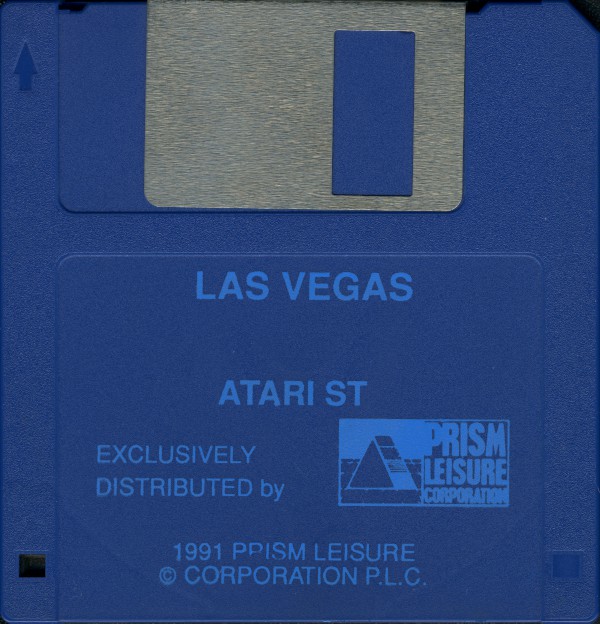 LAS VEGAS
ATARI ST
EXCLUSIVELY
DISTRIBUTED by
PRISM
LEISURE
CORPORATION
1991 PRISM LEISURE
© CORPORATION P.L.C.